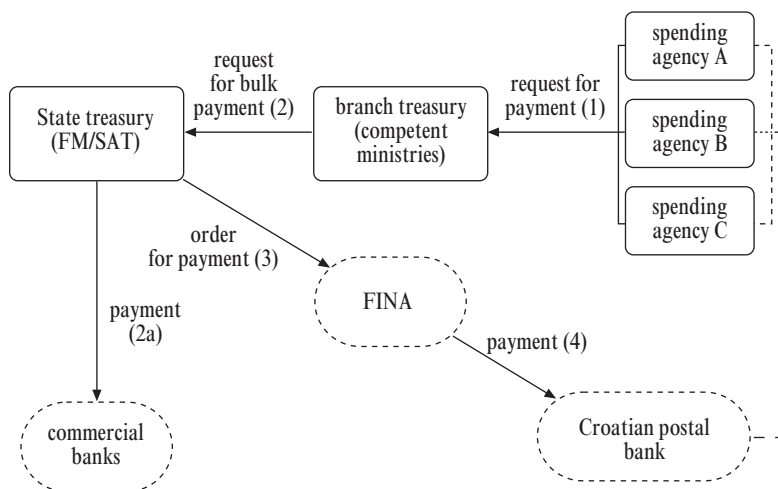 spending
agency A
request
for bulk
payment (2)
request for
payment (1)
State treasury
(FM/SAT)
branch treasury
(competent
ministries)
spending
agency B
spending
agency C
order
for payment (3)
FINA
payment
(2a)
payment (4)
commercial
banks
Croatian postal
bank